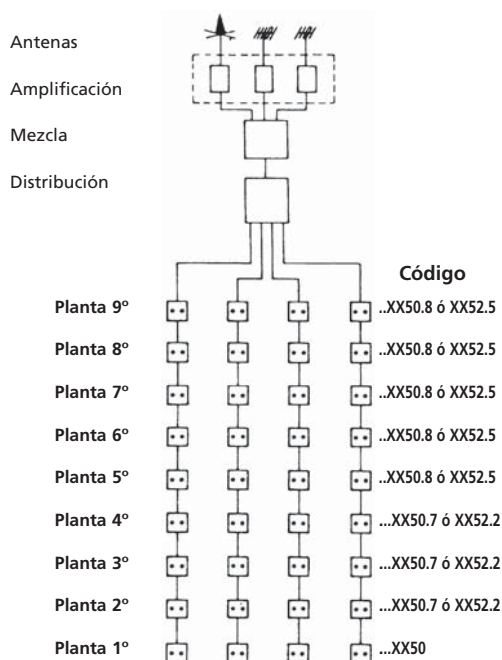 Antenas
Amplificación
Mezcla
Distribución
Código
Planta 9º ..XX50.8 ó XX52.5
Planta 8º ..XX50.8 ó XX52.5
Planta 7º ..XX50.8 ó XX52.5
Planta 6º ..XX50.8 ó XX52.5
Planta 5º ..XX50.8 ó XX52.5
Planta 4º ...XX50.7 ó XX52.2
Planta 3º ...XX50.7 ó XX52.2
Planta 2º ...XX50.7 ó XX52.2
Planta 1º ...XX50